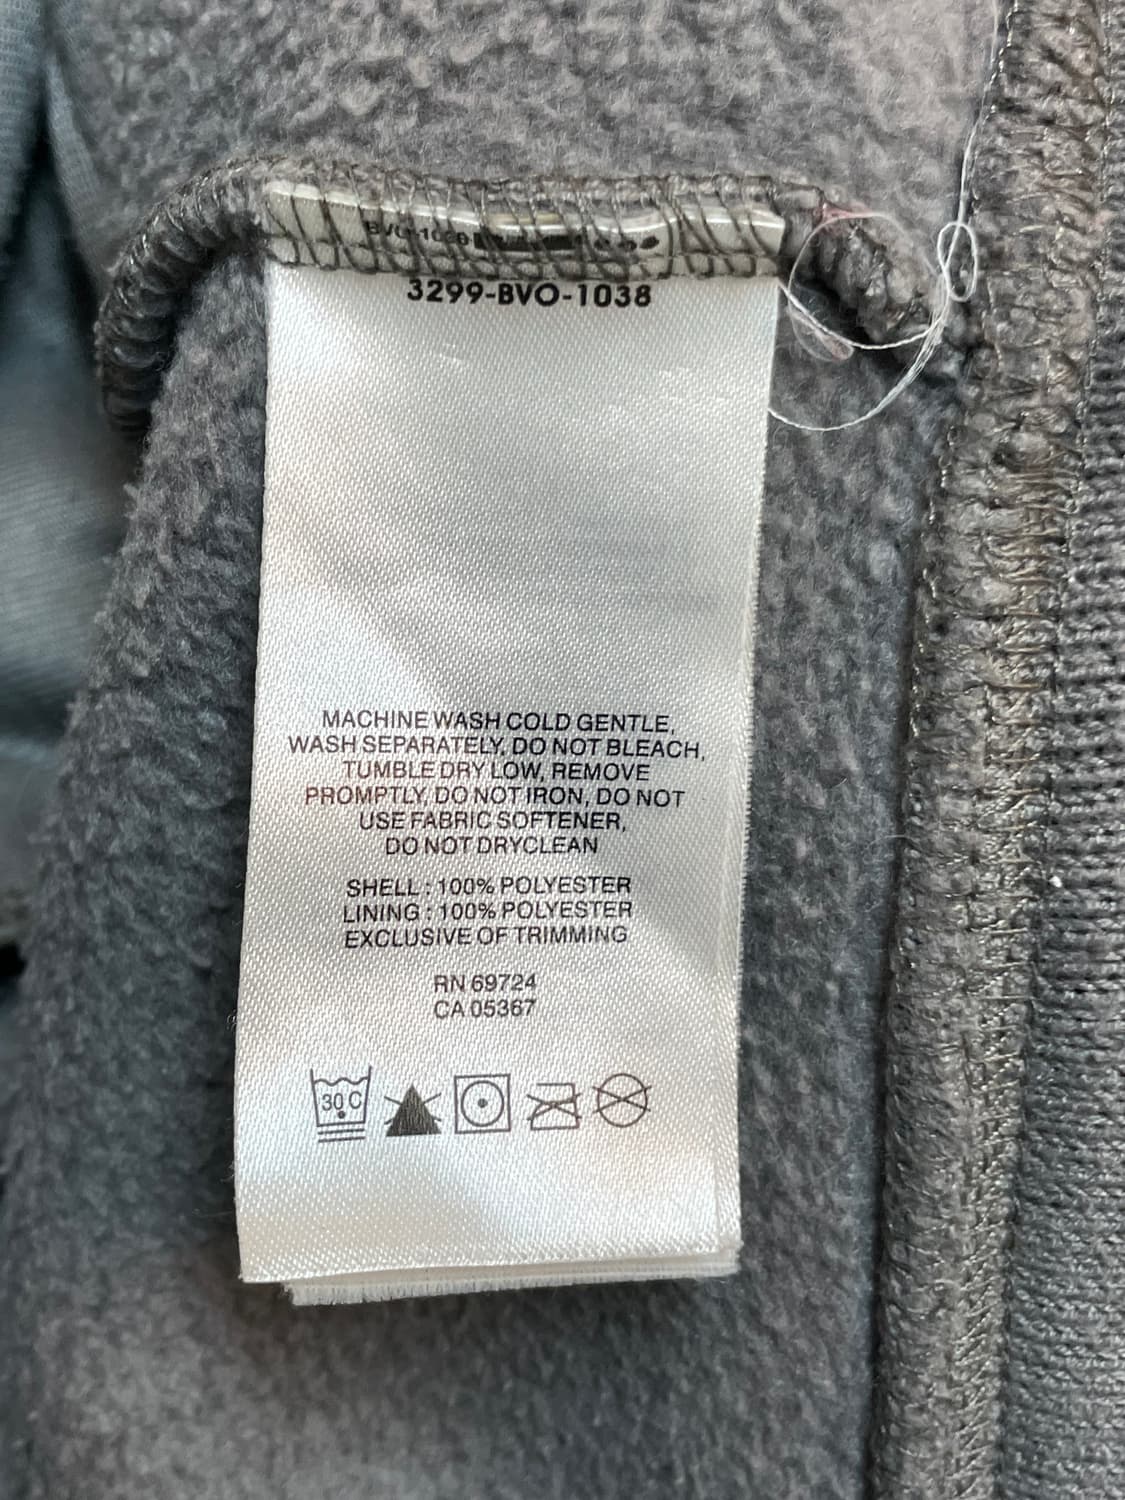 3299-BVO-1038
MACHINE WASH COLD GENTLE,
WASH SEPARATELY, DO NOT BLEACH,
TUMBLE DRY LOW, REMOVE
PROMPTLY, DO NOT IRON, DO NOT
USE FABRIC SOFTENER,
DO NOT DRYCLEAN
SHELL : 100% POLYESTER
LINING : 100% POLYESTER
EXCLUSIVE OF TRIMMING
RN 69724
CA 05367
30 C